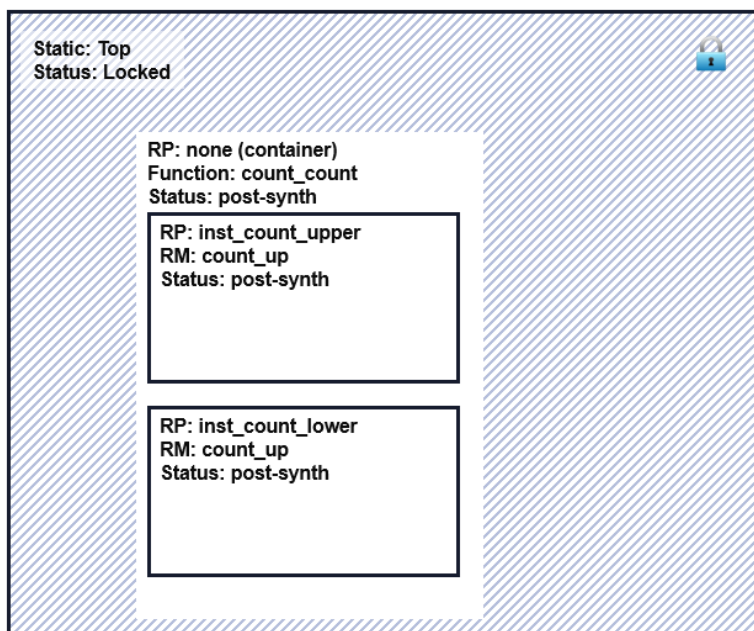 Static: Top
Status: Locked
RP: none (container)
Function: count_count
Status: post-synth
RP: inst_count_upper
RM: count_up
Status: post-synth
RP: inst_count_lower
RM: count_up
Status: post-synth